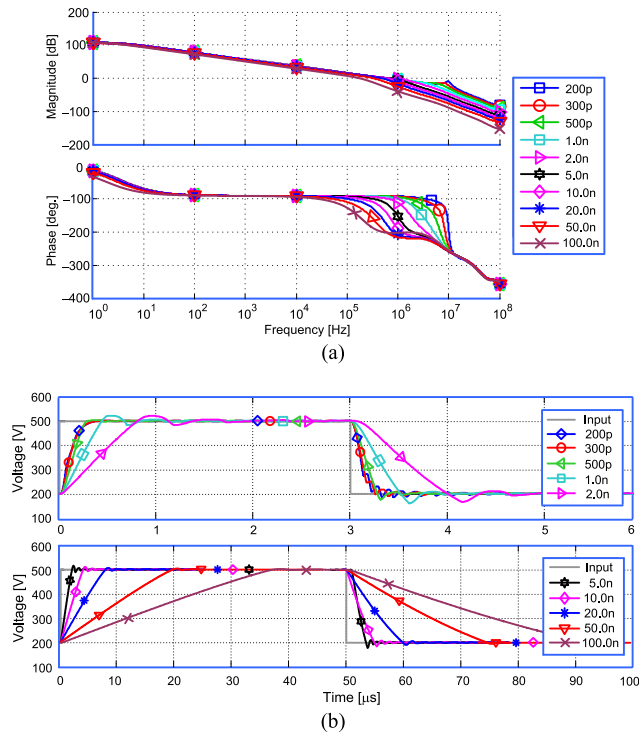 200
100
0
−100
−200
Magnitude [dB]
0
−100
−200
−300
−400
Phase [deg.]
10^0 10^1 10^2 10^3 10^4 10^5 10^6 10^7 10^8
Frequency [Hz]
200p
300p
500p
1.0n
2.0n
5.0n
10.0n
20.0n
50.0n
100.0n
(a)
600
500
400
300
200
100
Voltage [V]
0 1 2 3 4 5 6
Input
200p
300p
500p
1.0n
2.0n
600
500
400
300
200
100
Voltage [V]
0 10 20 30 40 50 60 70 80 90 100
Input
5.0n
10.0n
20.0n
50.0n
100.0n
Time [μs]
(b)